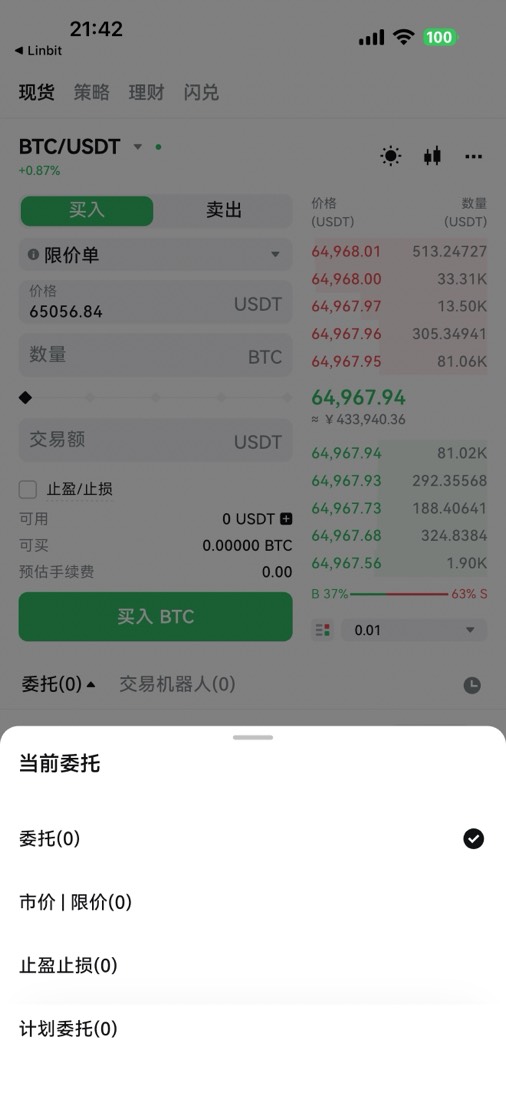 21:42
100
◀ Linbit
现货 策略 理财 闪兑
BTC/USDT
+0.87%
买入 卖出
限价单
价格
65056.84
USDT
数量
BTC
交易额
USDT
止盈/止损
可用 0 USDT
可买 0.00000 BTC
预估手续费 0.00
买入 BTC
价格 数量
(USDT) (USDT)
64,968.01 513.24727
64,968.00 33.31K
64,967.97 13.50K
64,967.96 305.34941
64,967.95 81.06K
64,967.94
≈ ¥433,940.36
64,967.94 81.02K
64,967.93 292.35568
64,967.73 188.40641
64,967.68 324.8384
64,967.56 1.90K
B 37% 63% S
0.01
委托(0) 交易机器人(0)
当前委托
委托(0)
市价 | 限价(0)
止盈止损(0)
计划委托(0)